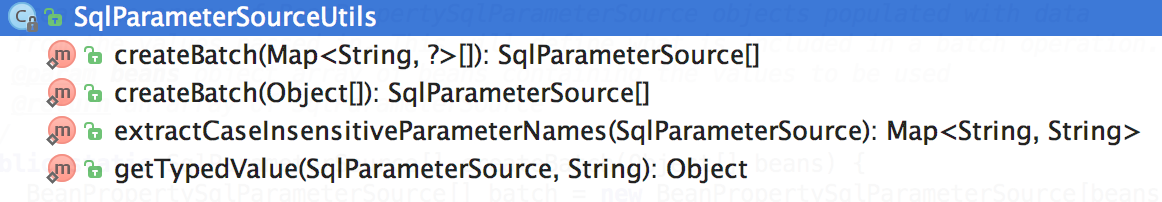 SqlParameterSourceUtils
createBatch(Map<String, ?>[]): SqlParameterSource[]
createBatch(Object[]): SqlParameterSource[]
extractCaseInsensitiveParameterNames(SqlParameterSource): Map<String, String>
getTypedValue(SqlParameterSource, String): Object